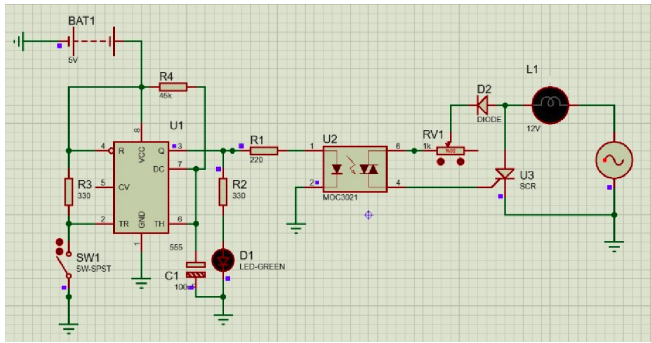 BAT1
5V
R4
45k
U1
R3
330
4
R
5
CV
2
TR
8
VCC
GND
1
Q
3
DC
7
TH
6
555
SW1
SW-SPST
C1
R1
220
R2
330
D1
LED-GREEN
U2
1
2
6
4
MOC3021
RV1
1k
D2
DIODE
L1
12V
U3
SCR